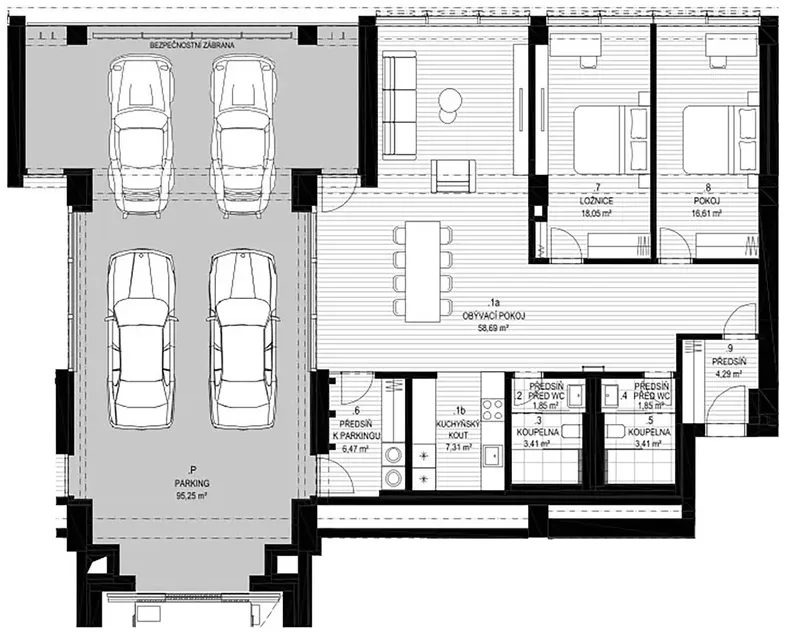 BEZPEČNOSTNÍ ZÁBRANA
.7
LOŽNICE
18,05 m²
.8
POKOJ
16,61 m²
.1a
OBÝVACÍ POKOJ
58,69 m²
.9
PŘEDSÍŇ
4,29 m²
.6
PŘEDSÍŇ
K PARKINGU
6,47 m²
.1b
KUCHYŇSKÝ
KOUT
7,31 m²
.2
PŘEDSÍŇ
PŘED WC
1,85 m²
.3
KOUPELNA
3,41 m²
.4
PŘEDSÍŇ
PŘED WC
1,85 m²
.5
KOUPELNA
3,41 m²
.P
PARKING
95,25 m²